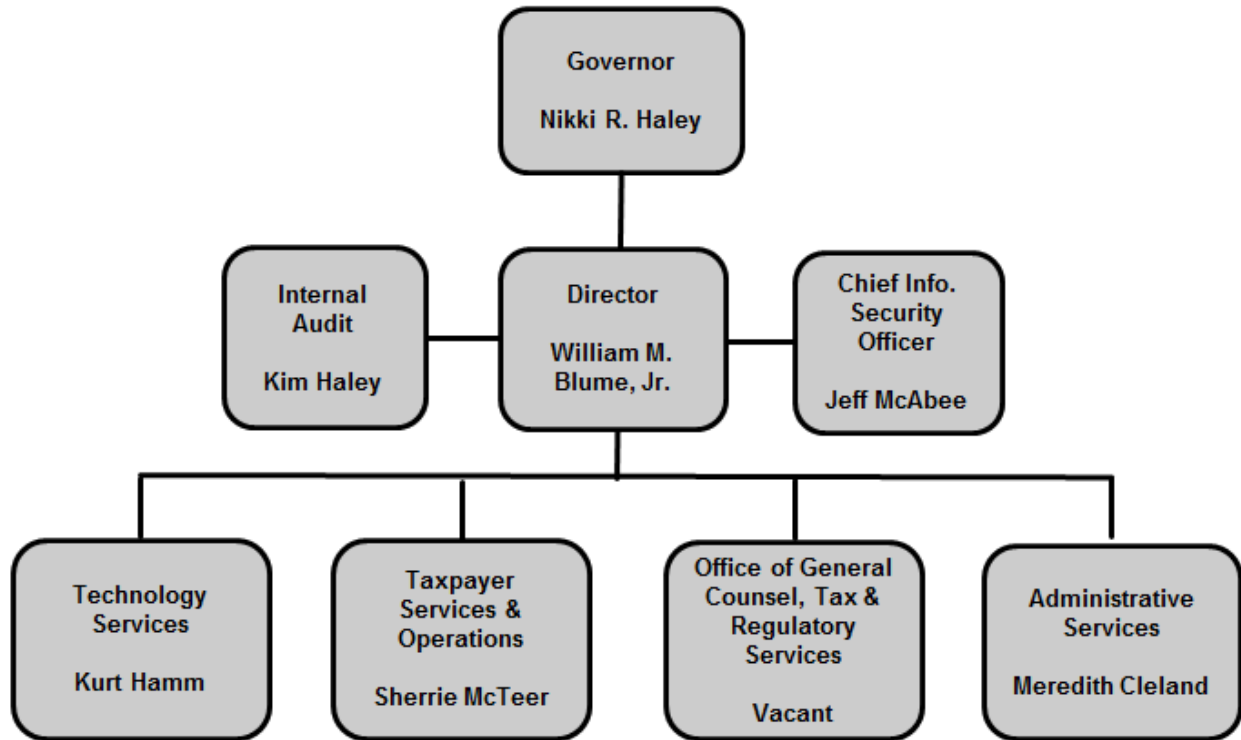 Governor
Nikki R. Haley
Internal
Audit
Kim Haley
Director
William M.
Blume, Jr.
Chief Info.
Security
Officer
Jeff McAbee
Technology
Services
Kurt Hamm
Taxpayer
Services &
Operations
Sherrie McTeer
Office of General
Counsel, Tax &
Regulatory
Services
Vacant
Administrative
Services
Meredith Cleland